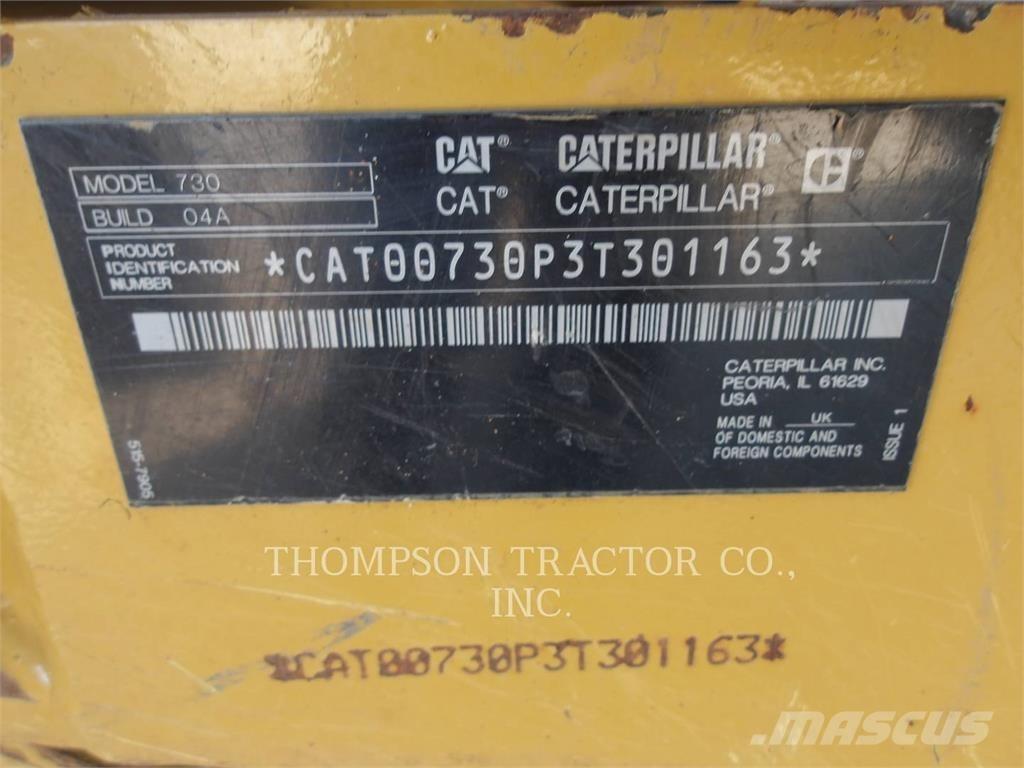 CAT® CATERPILLAR®
CAT® CATERPILLAR®
MODEL 730
BUILD 04A
PRODUCT
IDENTIFICATION
NUMBER
*CAT00730P3T301163*
CATERPILLAR INC.
PEORIA, IL 61629
USA
MADE IN UK
OF DOMESTIC AND
FOREIGN COMPONENTS
ISSUE 1
515-7905
THOMPSON TRACTOR CO.,
INC.
*CAT00730P3T301163*
MASCUS